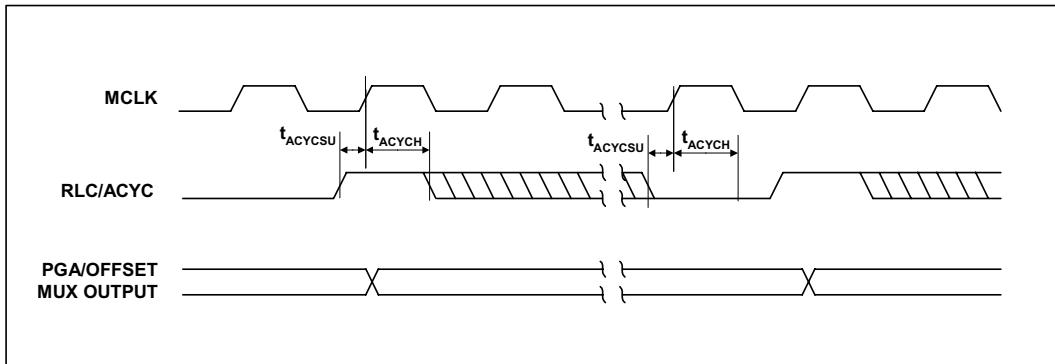 MCLK
tACYCSU
tACYCH
tACYCSU
tACYCH
RLC/ACYC
PGA/OFFSET
MUX OUTPUT